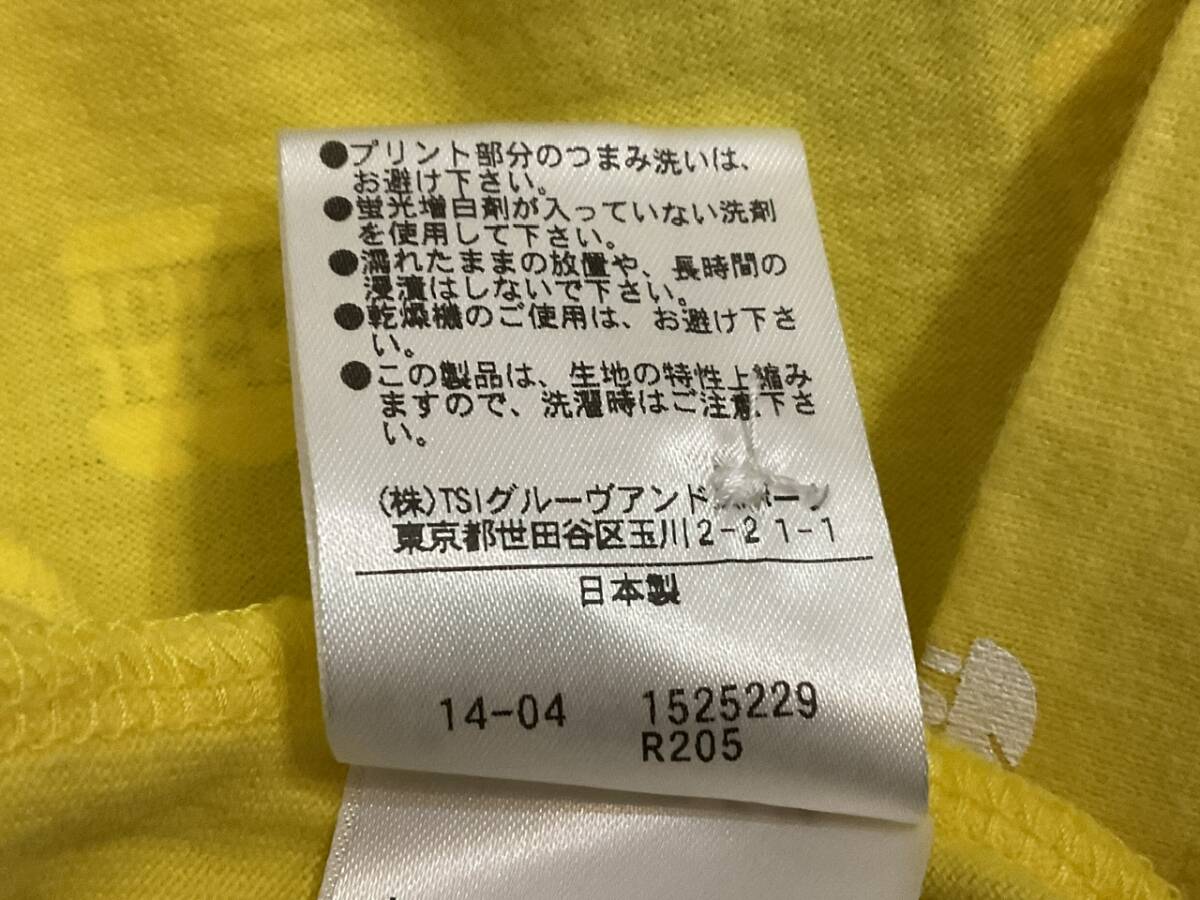 ●プリント部分のつまみ洗いは、
お避け下さい。
●蛍光増白剤が入っていない洗剤
を使用して下さい。
●濡れたままの放置や、長時間の
浸漬はしないで下さい。
●乾燥機のご使用は、お避け下さ
い。
●この製品は、生地の特性上縮み
ますので、洗濯時はご注意下さ
い。
(株)TSIグルーヴアンドスポーツ
東京都世田谷区玉川2-21-1
日本製
14-04 1525229
R205